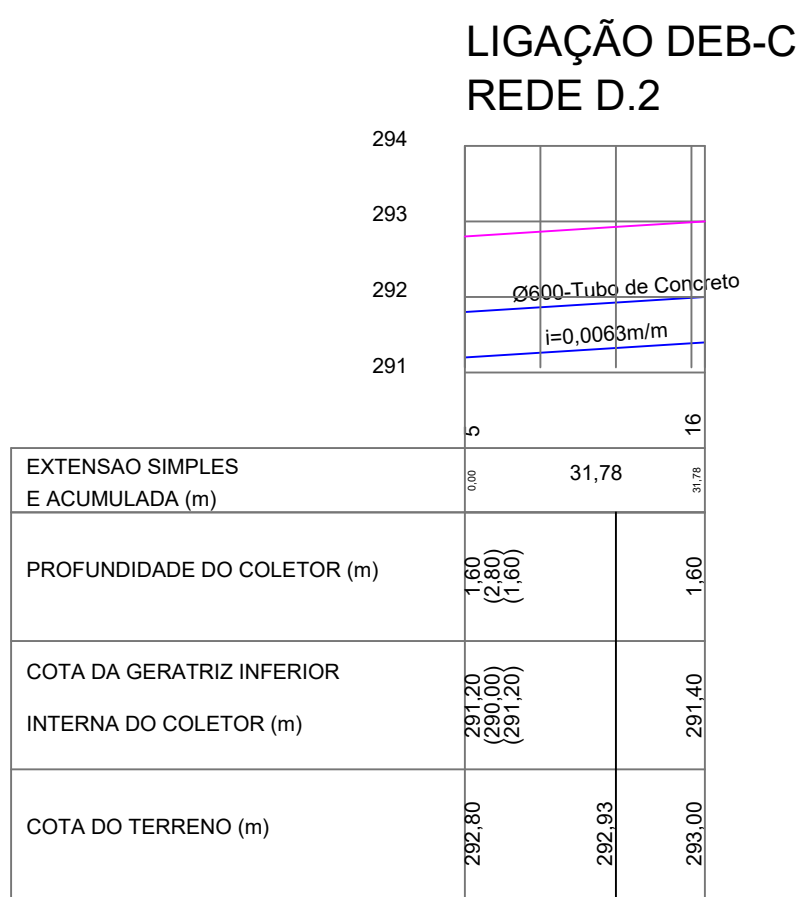 LIGAÇÃO DEB-C
REDE D.2
294
293
292
291
Ø600-Tubo de Concreto
i=0,0063m/m
5
16
EXTENSAO SIMPLES
E ACUMULADA (m)
0,00
31,78
31,78
PROFUNDIDADE DO COLETOR (m)
1,60
(2,80)
(1,60)
1,60
COTA DA GERATRIZ INFERIOR
INTERNA DO COLETOR (m)
291,20
(290,00)
(291,20)
291,40
COTA DO TERRENO (m)
292,80
292,93
293,00